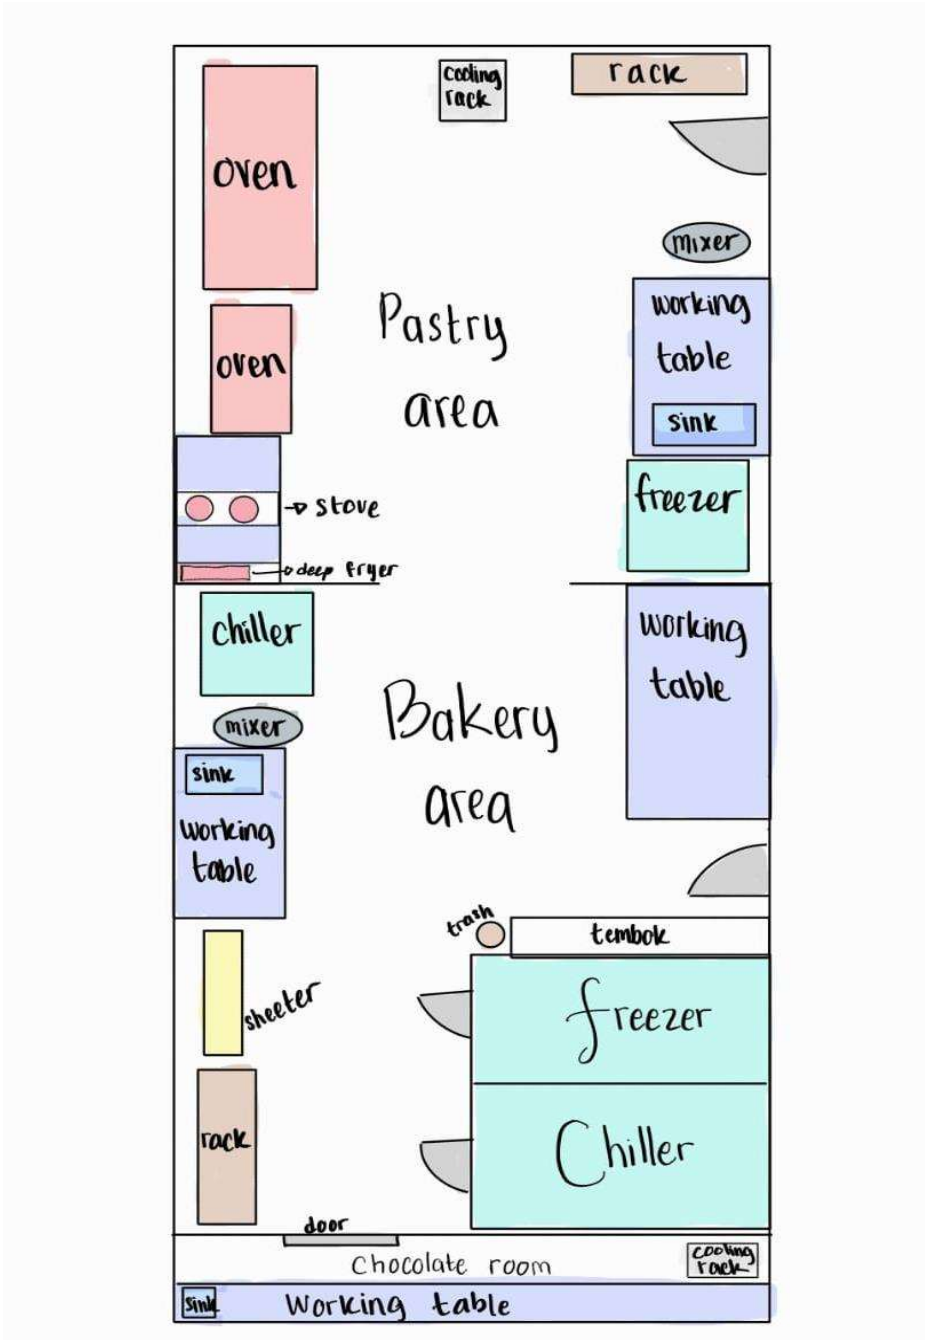 cooling
rack
rack
oven
mixer
working
table
sink
Pastry
area
oven
freezer
stove
deep fryer
chiller
working
table
Bakery
area
mixer
sink
working
table
trash
tembok
sheeter
freezer
rack
Chiller
door
chocolate room
cooling
rack
sink
Working table